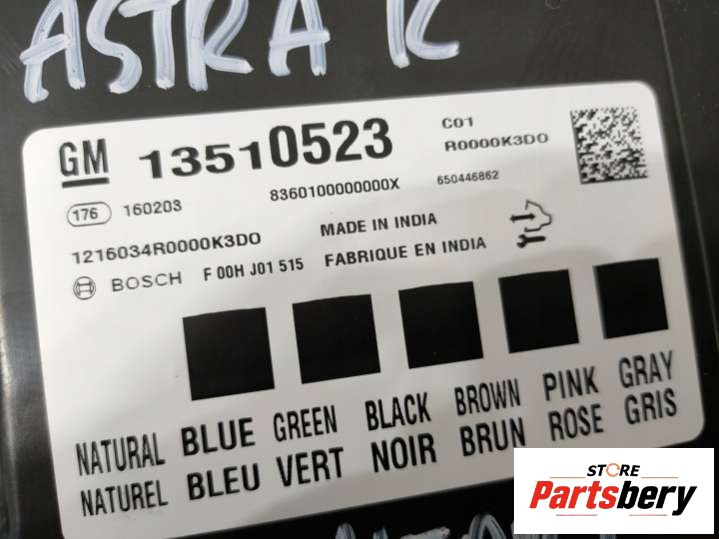 ASTRA K
GM 13510523 C01
R0000K3D0
176 160203 8360100000000X 650446862
1216034R0000K3D0 MADE IN INDIA
BOSCH F 00H J01 515 FABRIQUE EN INDIA
NATURAL BLUE GREEN BLACK BROWN PINK GRAY
NATUREL BLEU VERT NOIR BRUN ROSE GRIS
STORE
Partsbery